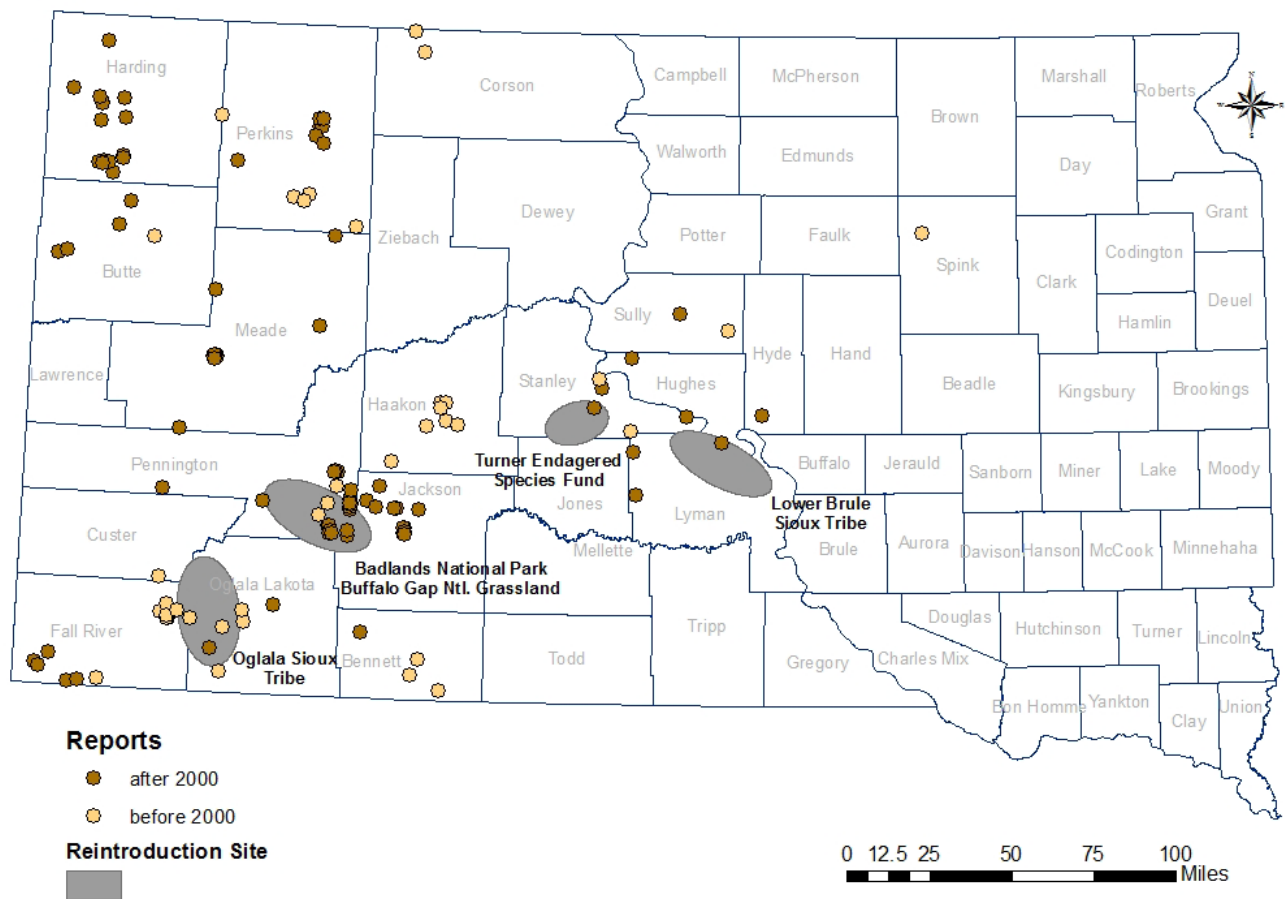 Harding
Corson
Campbell
McPherson
Marshall
Roberts
Brown
Perkins
Walworth
Edmunds
Day
Dewey
Grant
Ziebach
Potter
Faulk
Spink
Codington
Butte
Clark
Deuel
Sully
Hamlin
Meade
Hyde
Hand
Lawrence
Stanley
Hughes
Beadle
Kingsbury
Brookings
Haakon
Pennington
Turner Endagered
Species Fund
Buffalo
Jerauld
Sanborn
Miner
Lake
Moody
Jackson
Jones
Lyman
Lower Brule
Sioux Tribe
Custer
Mellette
Brule
Aurora
Davison
Hanson
McCook
Minnehaha
Badlands National Park
Buffalo Gap Ntl. Grassland
Oglala Lakota
Fall River
Tripp
Douglas
Hutchinson
Turner
Lincoln
Oglala Sioux
Tribe
Bennett
Todd
Gregory
Charles Mix
Bon Homme
Yankton
Clay
Union
Reports
after 2000
before 2000
Reintroduction Site
0 12.5 25 50 75 100
Miles